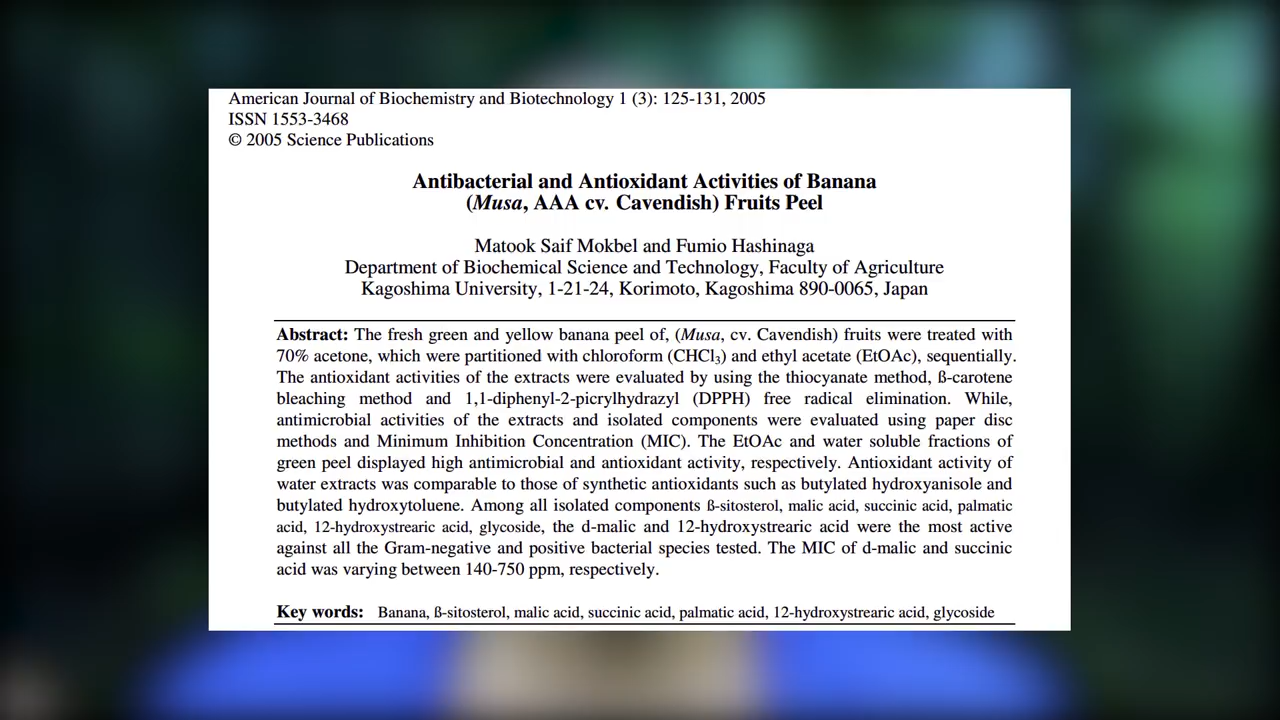 American Journal of Biochemistry and Biotechnology 1 (3): 125-131, 2005
ISSN 1553-3468
© 2005 Science Publications
Antibacterial and Antioxidant Activities of Banana
(Musa, AAA cv. Cavendish) Fruits Peel
Matook Saif Mokbel and Fumio Hashinaga
Department of Biochemical Science and Technology, Faculty of Agriculture
Kagoshima University, 1-21-24, Korimoto, Kagoshima 890-0065, Japan
Abstract: The fresh green and yellow banana peel of, (Musa, cv. Cavendish) fruits were treated with
70% acetone, which were partitioned with chloroform (CHCl₃) and ethyl acetate (EtOAc), sequentially.
The antioxidant activities of the extracts were evaluated by using the thiocyanate method, ß-carotene
bleaching method and 1,1-diphenyl-2-picrylhydrazyl (DPPH) free radical elimination. While,
antimicrobial activities of the extracts and isolated components were evaluated using paper disc
methods and Minimum Inhibition Concentration (MIC). The EtOAc and water soluble fractions of
green peel displayed high antimicrobial and antioxidant activity, respectively. Antioxidant activity of
water extracts was comparable to those of synthetic antioxidants such as butylated hydroxyanisole and
butylated hydroxytoluene. Among all isolated components ß-sitosterol, malic acid, succinic acid, palmatic
acid, 12-hydroxystrearic acid, glycoside, the d-malic and 12-hydroxystrearic acid were the most active
against all the Gram-negative and positive bacterial species tested. The MIC of d-malic and succinic
acid was varying between 140-750 ppm, respectively.
Key words: Banana, ß-sitosterol, malic acid, succinic acid, palmatic acid, 12-hydroxystrearic acid, glycoside